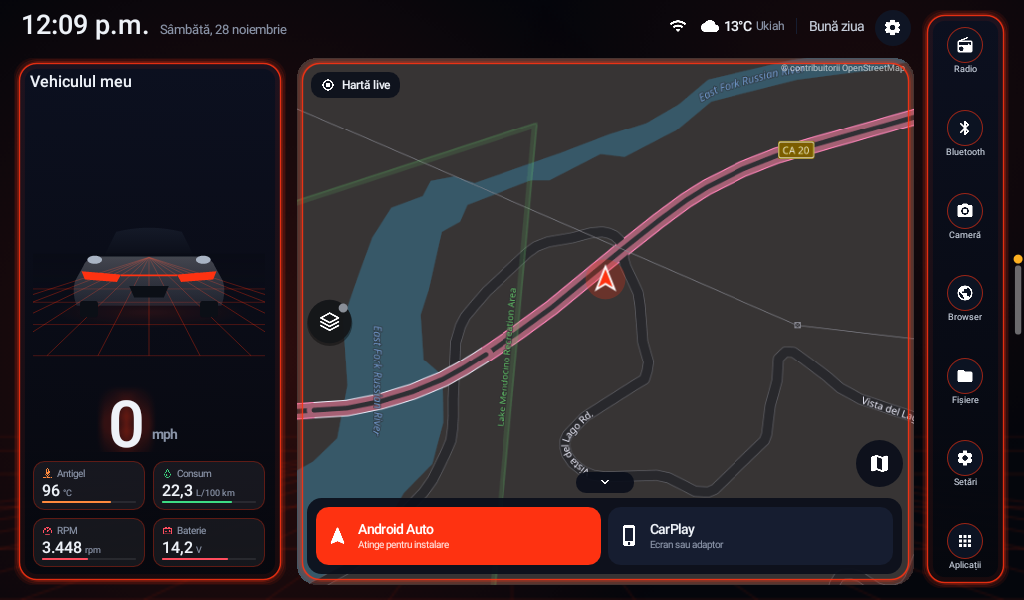 12:09 p.m.
Sâmbătă, 28 noiembrie
13°C Ukiah
Bună ziua
Vehiculul meu
0 mph
Antigel
96 °C
Consum
22,3 L/100 km
RPM
3.448 rpm
Baterie
14,2 V
Hartă live
© contribuitorii OpenStreetMap
East Fork Russian River
CA 20
East Fork Russian River
Lake Mendocino Recreation Area
Vista del Lago Rd.
Vista
Vista del Lag
Android Auto
Atinge pentru instalare
CarPlay
Ecran sau adaptor
Radio
Bluetooth
Cameră
Browser
Fișiere
Setări
Aplicații